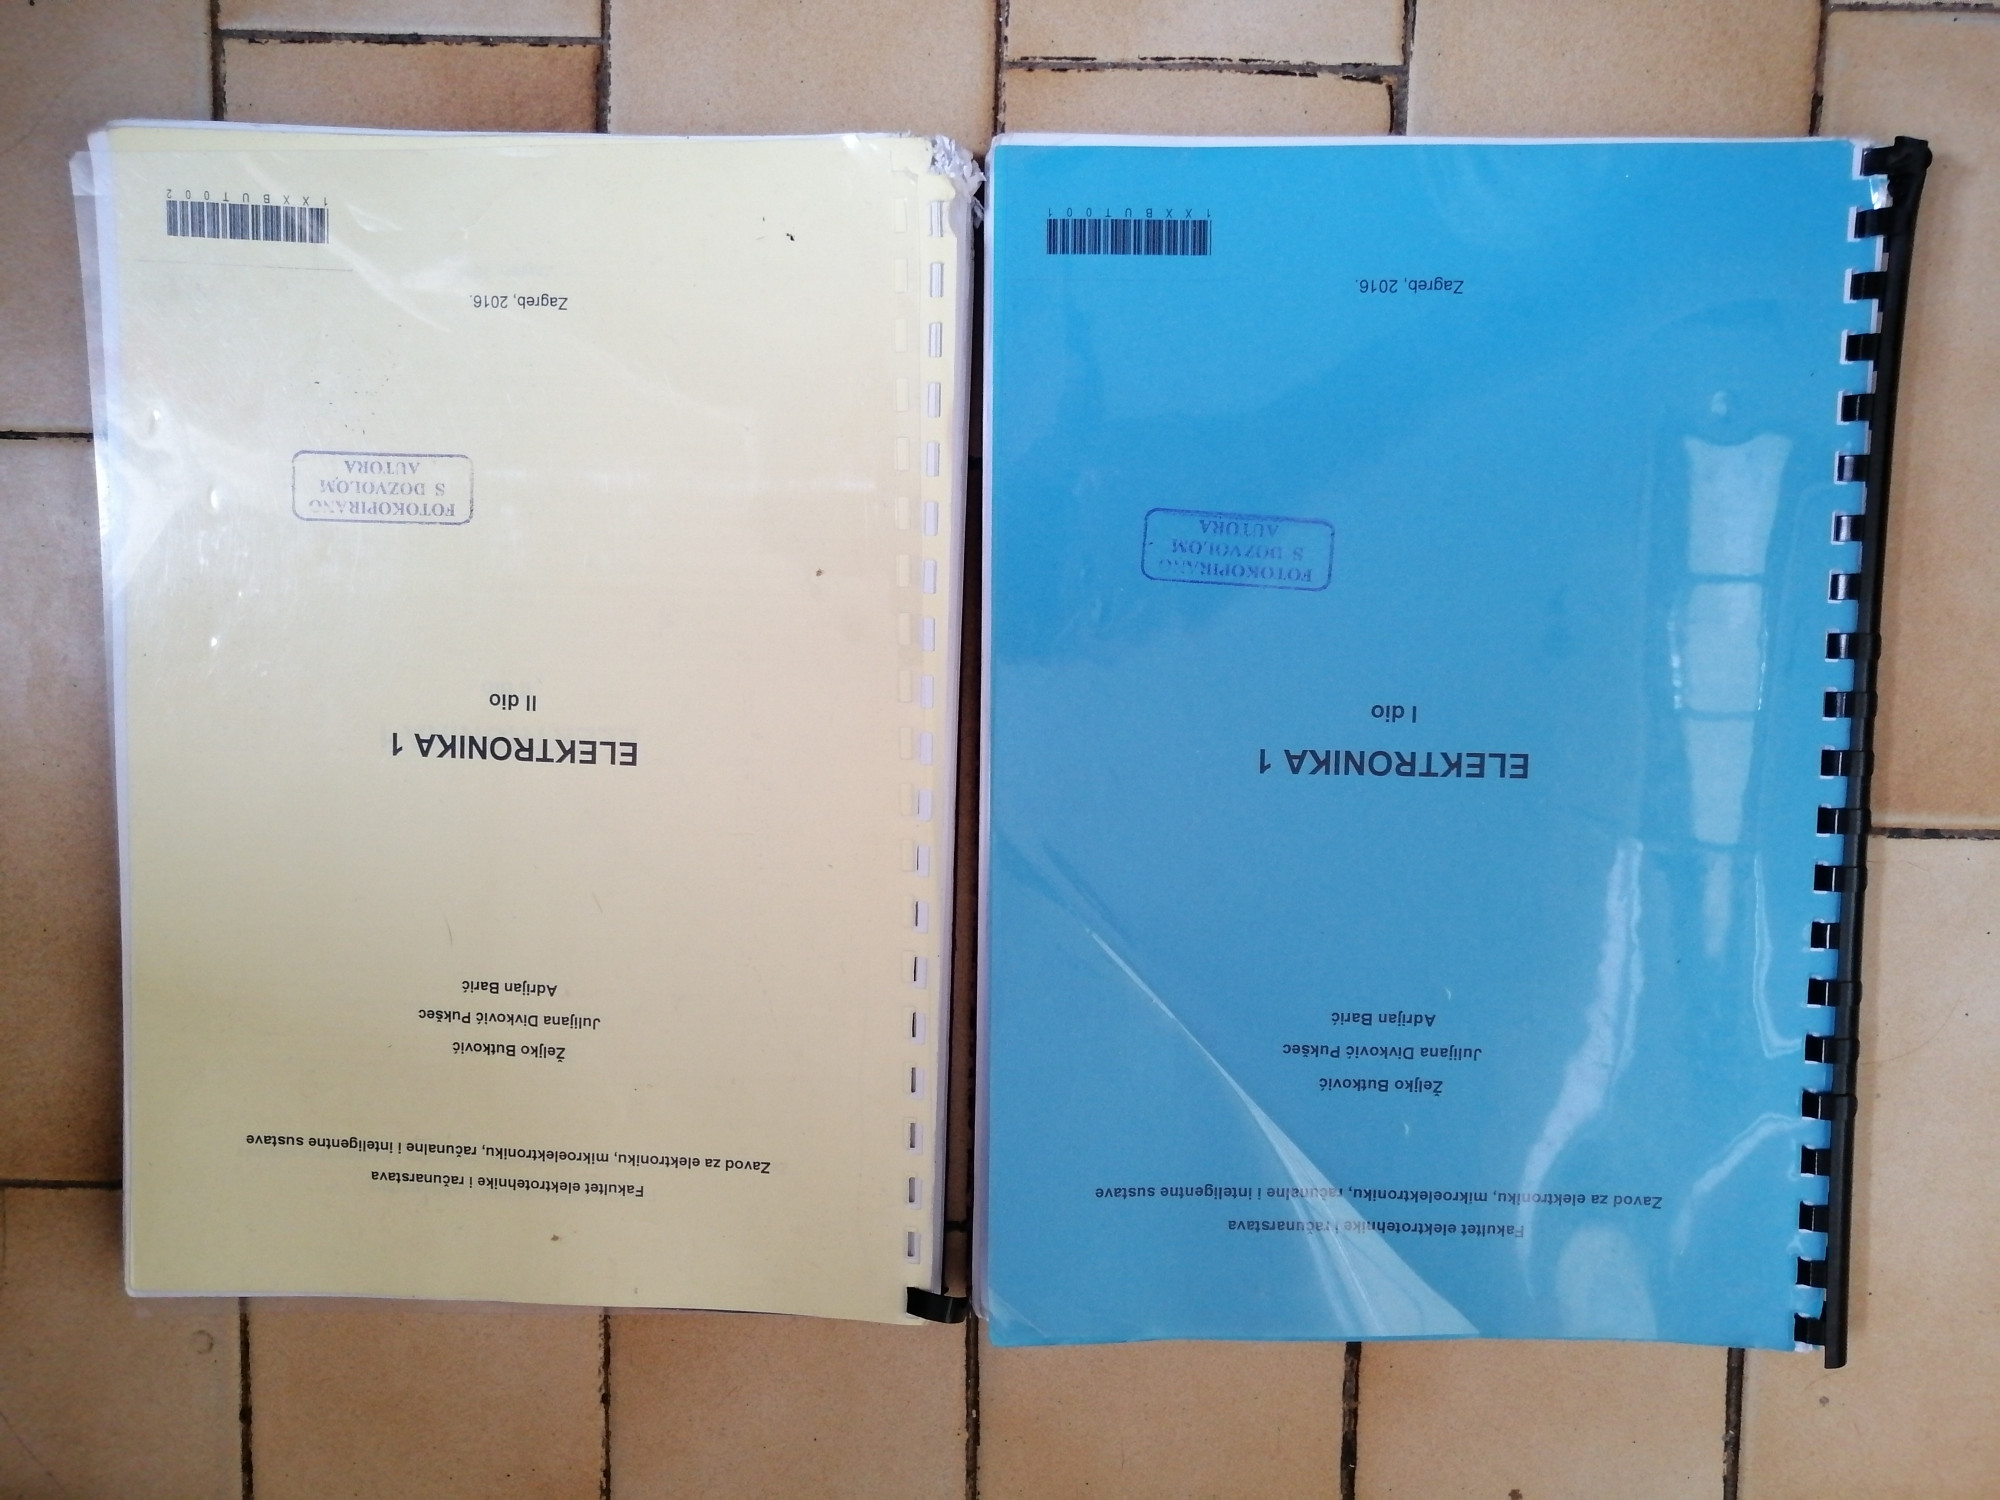 Fakultet elektrotehnike i računarstava
Zavod za elektroniku, mikroelektroniku, računalne i inteligentne sustave
Željko Butković
Julijana Divković Pukšec
Adrijan Barić
ELEKTRONIKA 1
I dio
FOTOKOPIRANO
S DOZVOLOM
AUTORA
Zagreb, 2016.
1XXBUT001
Fakultet elektrotehnike i računarstava
Zavod za elektroniku, mikroelektroniku, računalne i inteligentne sustave
Željko Butković
Julijana Divković Pukšec
Adrijan Barić
ELEKTRONIKA 1
II dio
FOTOKOPIRANO
S DOZVOLOM
AUTORA
Zagreb, 2016.
1XXBUT002